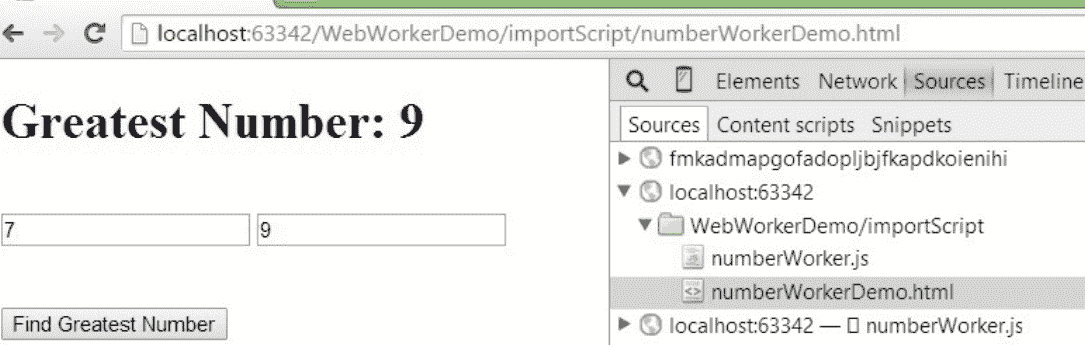 localhost:63342/WebWorkerDemo/importScript/numberWorkerDemo.html
Greatest Number: 9
7 9
Find Greatest Number
Elements Network Sources Timeline
Sources Content scripts Snippets
fmkadmapgofadopljbjfkapdkoienihi
localhost:63342
WebWorkerDemo/importScript
numberWorker.js
numberWorkerDemo.html
localhost:63342 — numberWorker.js